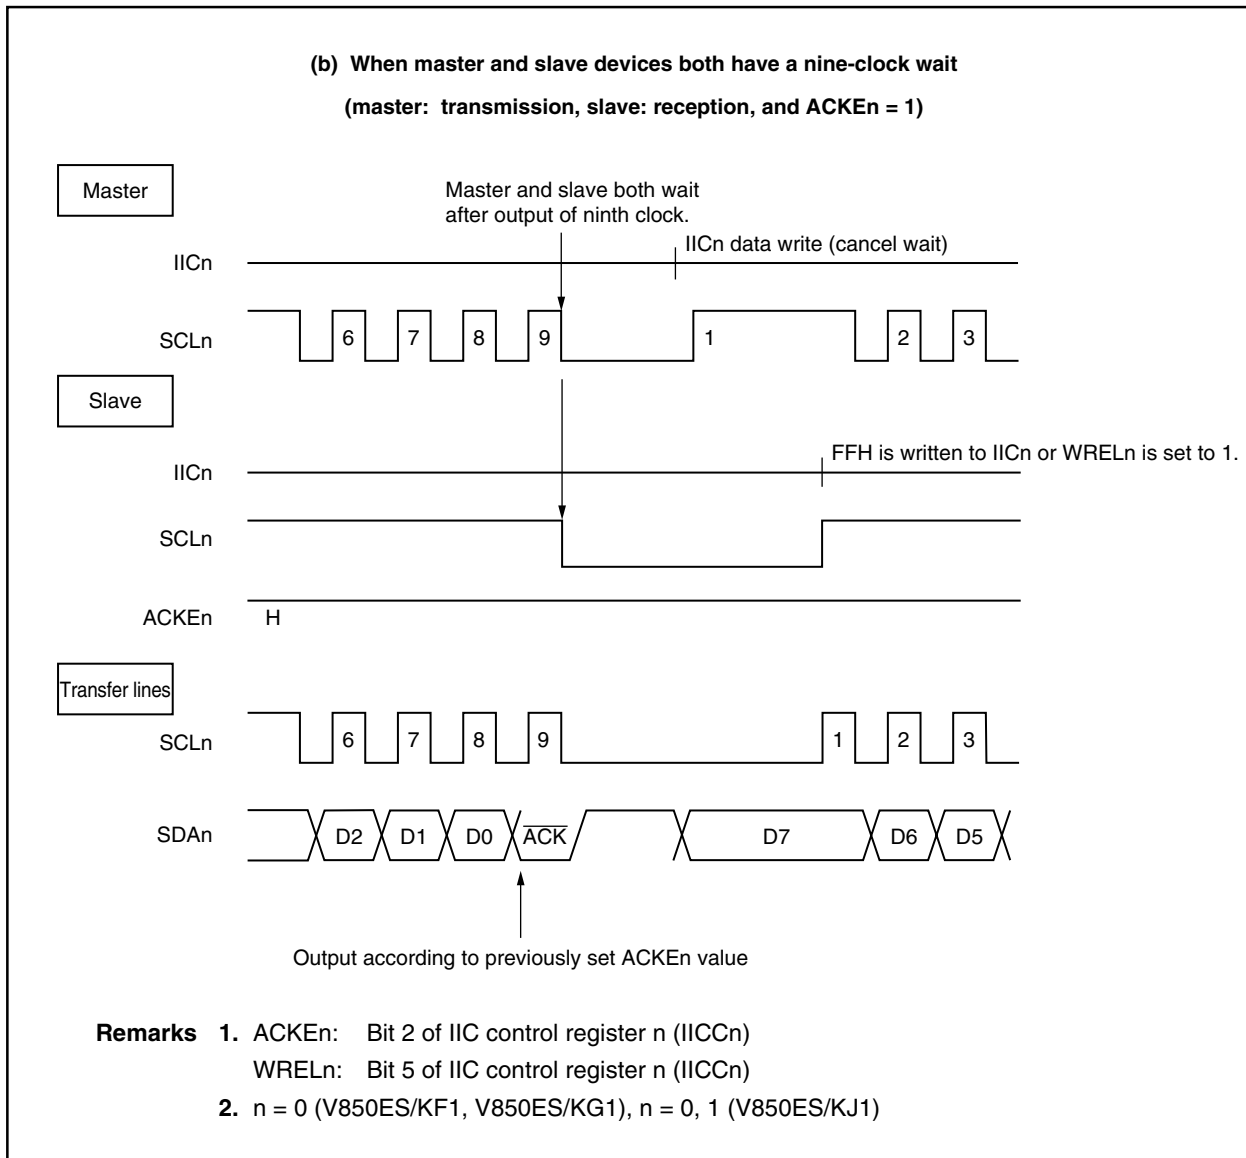 (b) When master and slave devices both have a nine-clock wait
(master: transmission, slave: reception, and ACKEn = 1)
Master
Master and slave both wait
after output of ninth clock.
IICn data write (cancel wait)
IICn
SCLn 6 7 8 9 1 2 3
Slave
FFH is written to IICn or WRELn is set to 1.
IICn
SCLn
ACKEn H
Transfer lines
SCLn 6 7 8 9 1 2 3
SDAn D2 D1 D0 A̅C̅K̅ D7 D6 D5
Output according to previously set ACKEn value
Remarks 1. ACKEn: Bit 2 of IIC control register n (IICCn)
WRELn: Bit 5 of IIC control register n (IICCn)
2. n = 0 (V850ES/KF1, V850ES/KG1), n = 0, 1 (V850ES/KJ1)